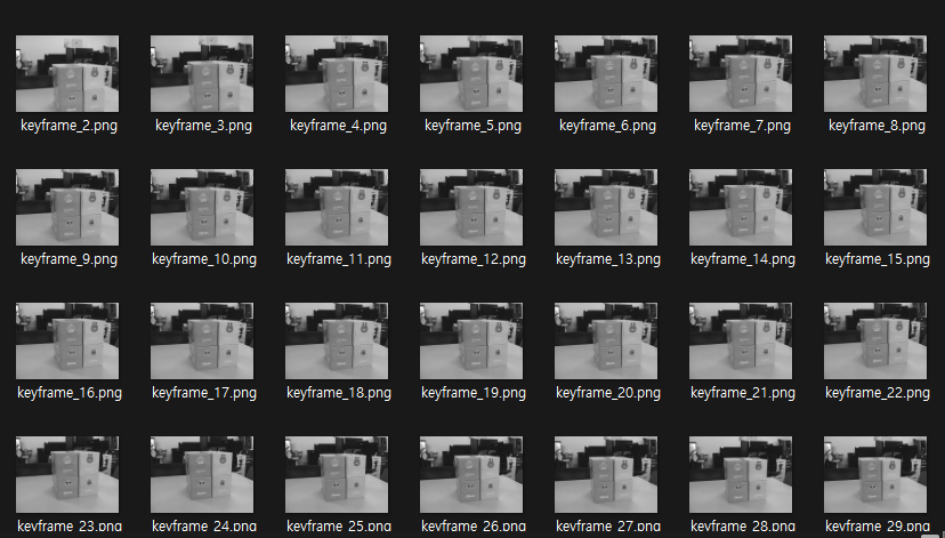 keyframe_2.png keyframe_3.png keyframe_4.png keyframe_5.png keyframe_6.png keyframe_7.png keyframe_8.png
keyframe_9.png keyframe_10.png keyframe_11.png keyframe_12.png keyframe_13.png keyframe_14.png keyframe_15.png
keyframe_16.png keyframe_17.png keyframe_18.png keyframe_19.png keyframe_20.png keyframe_21.png keyframe_22.png
keyframe_23.png keyframe_24.png keyframe_25.png keyframe_26.png keyframe_27.png keyframe_28.png keyframe_29.png